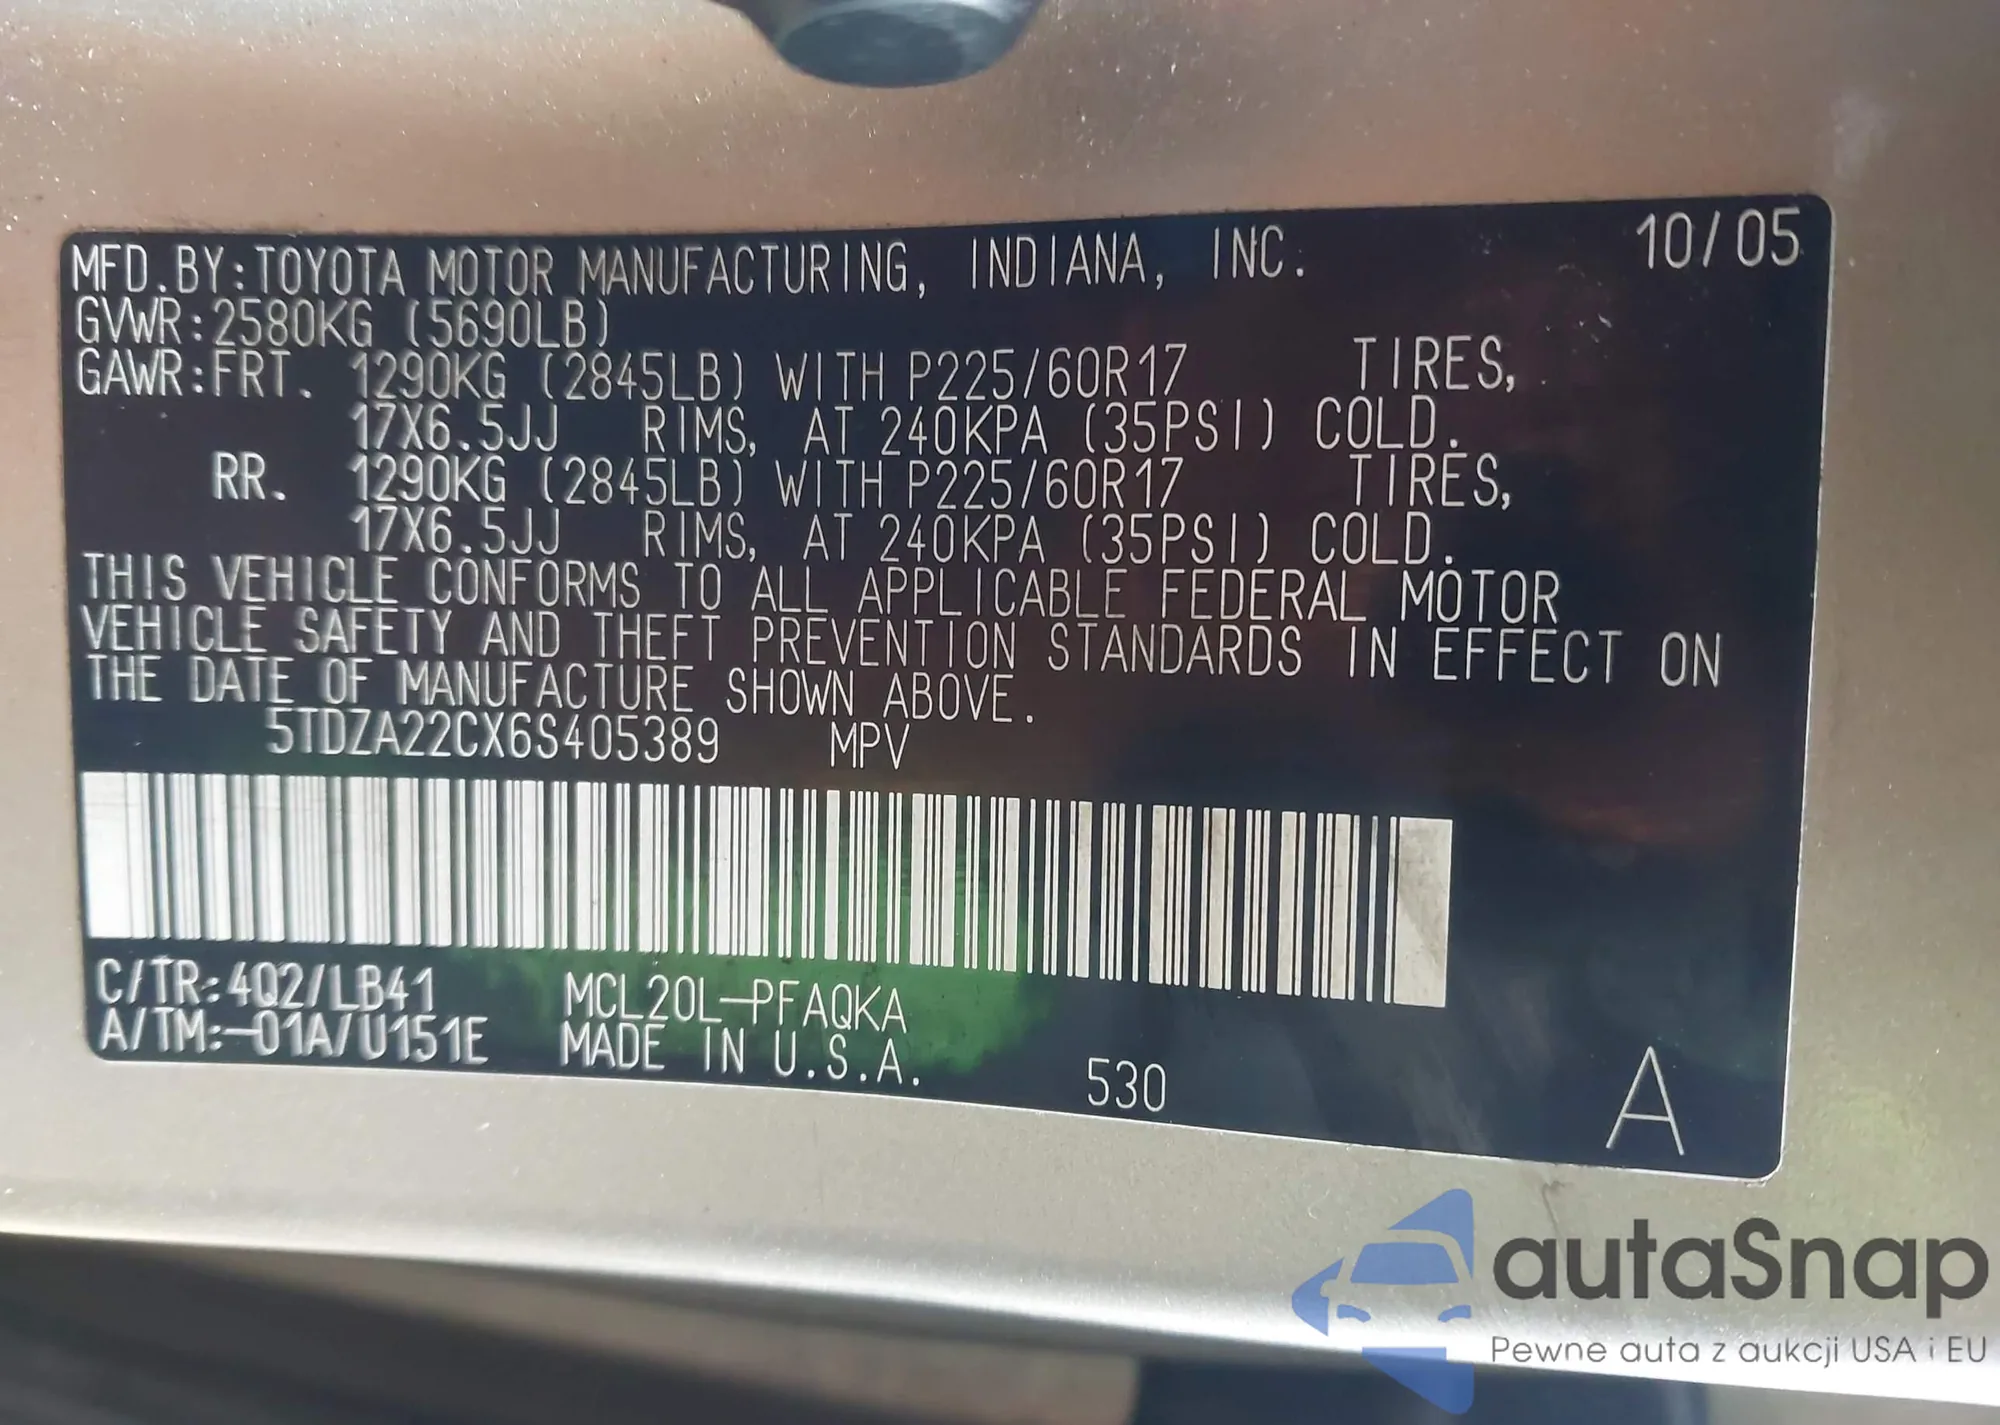 MFD.BY:TOYOTA MOTOR MANUFACTURING, INDIANA, INC. 10/05
GVWR:2580KG (5690LB)
GAWR:FRT. 1290KG (2845LB) WITH P225/60R17 TIRES,
17X6.5JJ RIMS, AT 240KPA (35PSI) COLD.
RR. 1290KG (2845LB) WITH P225/60R17 TIRES,
17X6.5JJ RIMS, AT 240KPA (35PSI) COLD.
THIS VEHICLE CONFORMS TO ALL APPLICABLE FEDERAL MOTOR
VEHICLE SAFETY AND THEFT PREVENTION STANDARDS IN EFFECT ON
THE DATE OF MANUFACTURE SHOWN ABOVE.
5TDZA22CX6S405389 MPV
C/TR:4Q2/LB41 MCL20L-PFAQKA
A/TM:-01A/U151E MADE IN U.S.A. 530 A
autaSnap
Pewne auta z aukcji USA i EU